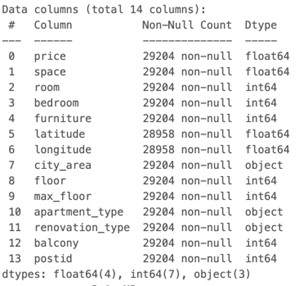 Data columns (total 14 columns):
# Column Non-Null Count Dtype
--- ------ -------------- -----
0 price 29204 non-null float64
1 space 29204 non-null float64
2 room 29204 non-null int64
3 bedroom 29204 non-null int64
4 furniture 29204 non-null int64
5 latitude 28958 non-null float64
6 longitude 28958 non-null float64
7 city_area 29204 non-null object
8 floor 29204 non-null int64
9 max_floor 29204 non-null int64
10 apartment_type 29204 non-null object
11 renovation_type 29204 non-null object
12 balcony 29204 non-null int64
13 postid 29204 non-null int64
dtypes: float64(4), int64(7), object(3)